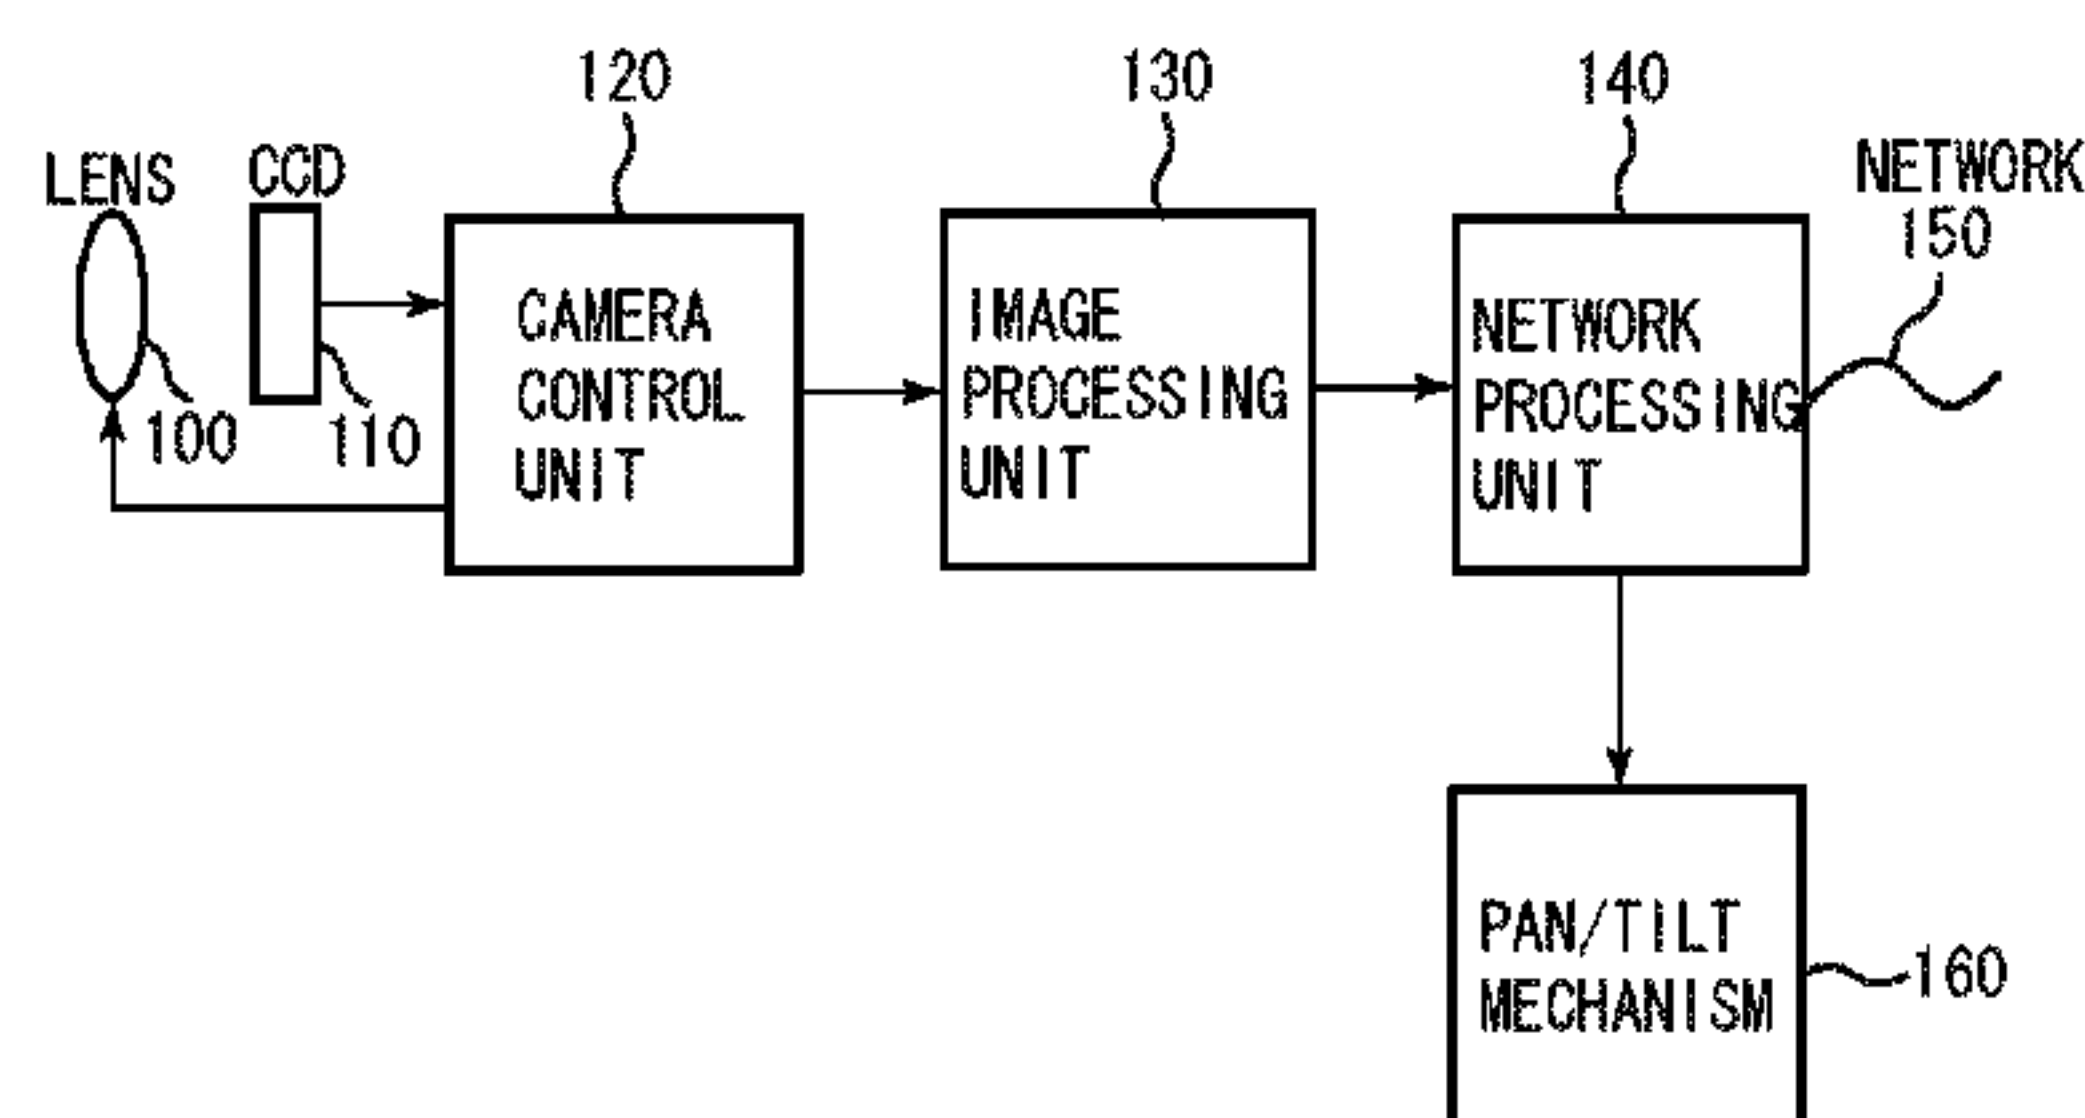 120
130
140
LENS
CCD
NETWORK
150
CAMERA
CONTROL
UNIT
IMAGE
PROCESSING
UNIT
NETWORK
PROCESSING
UNIT
100
110
PAN/TILT
MECHANISM
160